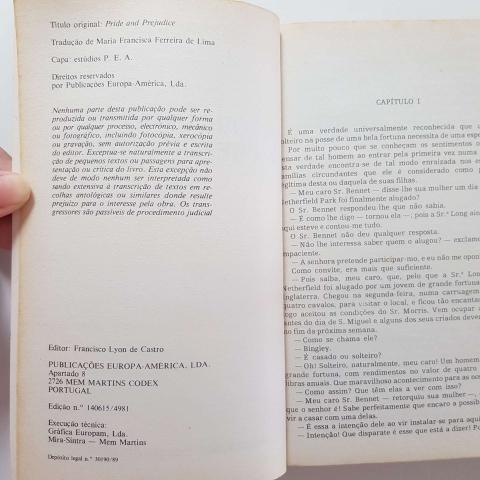 Título original: Pride and Prejudice
Tradução de Maria Francisca Ferreira de Lima
Capa: estúdios P. E. A.
Direitos reservados
por Publicações Europa-América, Lda.
Nenhuma parte desta publicação pode ser re-
produzida ou transmitida por qualquer forma
ou por qualquer processo, electrónico, mecânico
ou fotográfico, incluindo fotocópia, xerocópia
ou gravação, sem autorização prévia e escrita
do editor. Exceptua-se naturalmente a transcri-
ção de pequenos textos ou passagens para apre-
sentação ou crítica do livro. Esta excepção não
deve de modo nenhum ser interpretada como
sendo extensiva à transcrição de textos em re-
colhas antológicas ou similares donde resulte
prejuízo para o interesse pela obra. Os trans-
gressores são passíveis de procedimento judicial
Editor: Francisco Lyon de Castro
PUBLICAÇÕES EUROPA-AMÉRICA, LDA.
Apartado 8
2726 MEM MARTINS CODEX
PORTUGAL
Edição n.º 140615/4981
Execução técnica:
Gráfica Europam, Lda.
Mira-Sintra — Mem Martins
Depósito legal n.º 30190/89
CAPÍTULO I
É uma verdade universalmente reconhecida que
solteiro na posse de uma bela fortuna necessita de uma
Por muito pouco que se conheçam os sentimentos
pensar de tal homem ao entrar pela primeira vez numa
esta verdade encontra-se de tal modo enraizada nos
famílias circundantes que ele é considerado como
legítima desta ou daquela de suas filhas.
— Meu caro Sr. Bennet — disse-lhe sua mulher um dia
Netherfield Park foi finalmente alugado?
O Sr. Bennet respondeu-lhe que não sabia.
— É como lhe digo — tornou ela —, pois a Sr.ª Long
aqui esteve e contou-me tudo.
O Sr. Bennet não deu qualquer resposta.
— Não lhe interessa saber quem o alugou? —
impaciente.
— A senhora pretende participar-mo, e eu não me
Como convite, era mais que suficiente.
— Pois saiba, meu caro, que, pelo que a Sr.ª Long
Netherfield foi alugado por um jovem de grande
Inglaterra. Chegou na segunda-feira, numa carruagem
quatro cavalos, para visitar o local, e ficou tão
logo aceitou as condições do Sr. Morris. Vem ocupar a
antes do dia de S. Miguel e alguns dos seus criados
no fim da próxima semana.
— Como se chama ele?
— Bingley.
— É casado ou solteiro?
— Oh! Solteiro, naturalmente, meu caro! Um homem
grande fortuna, com rendimentos no valor de quatro
libras anuais. Que maravilhoso acontecimento para as
— Como assim? Que têm elas a ver com isso?
— Meu caro Sr. Bennet — retorquiu sua mulher —,
que o senhor é! Sabe perfeitamente que encaro a
vir a casar com uma delas.
— É essa a intenção dele ao vir instalar-se para
— Intenção! Que disparate é esse que está a dizer!